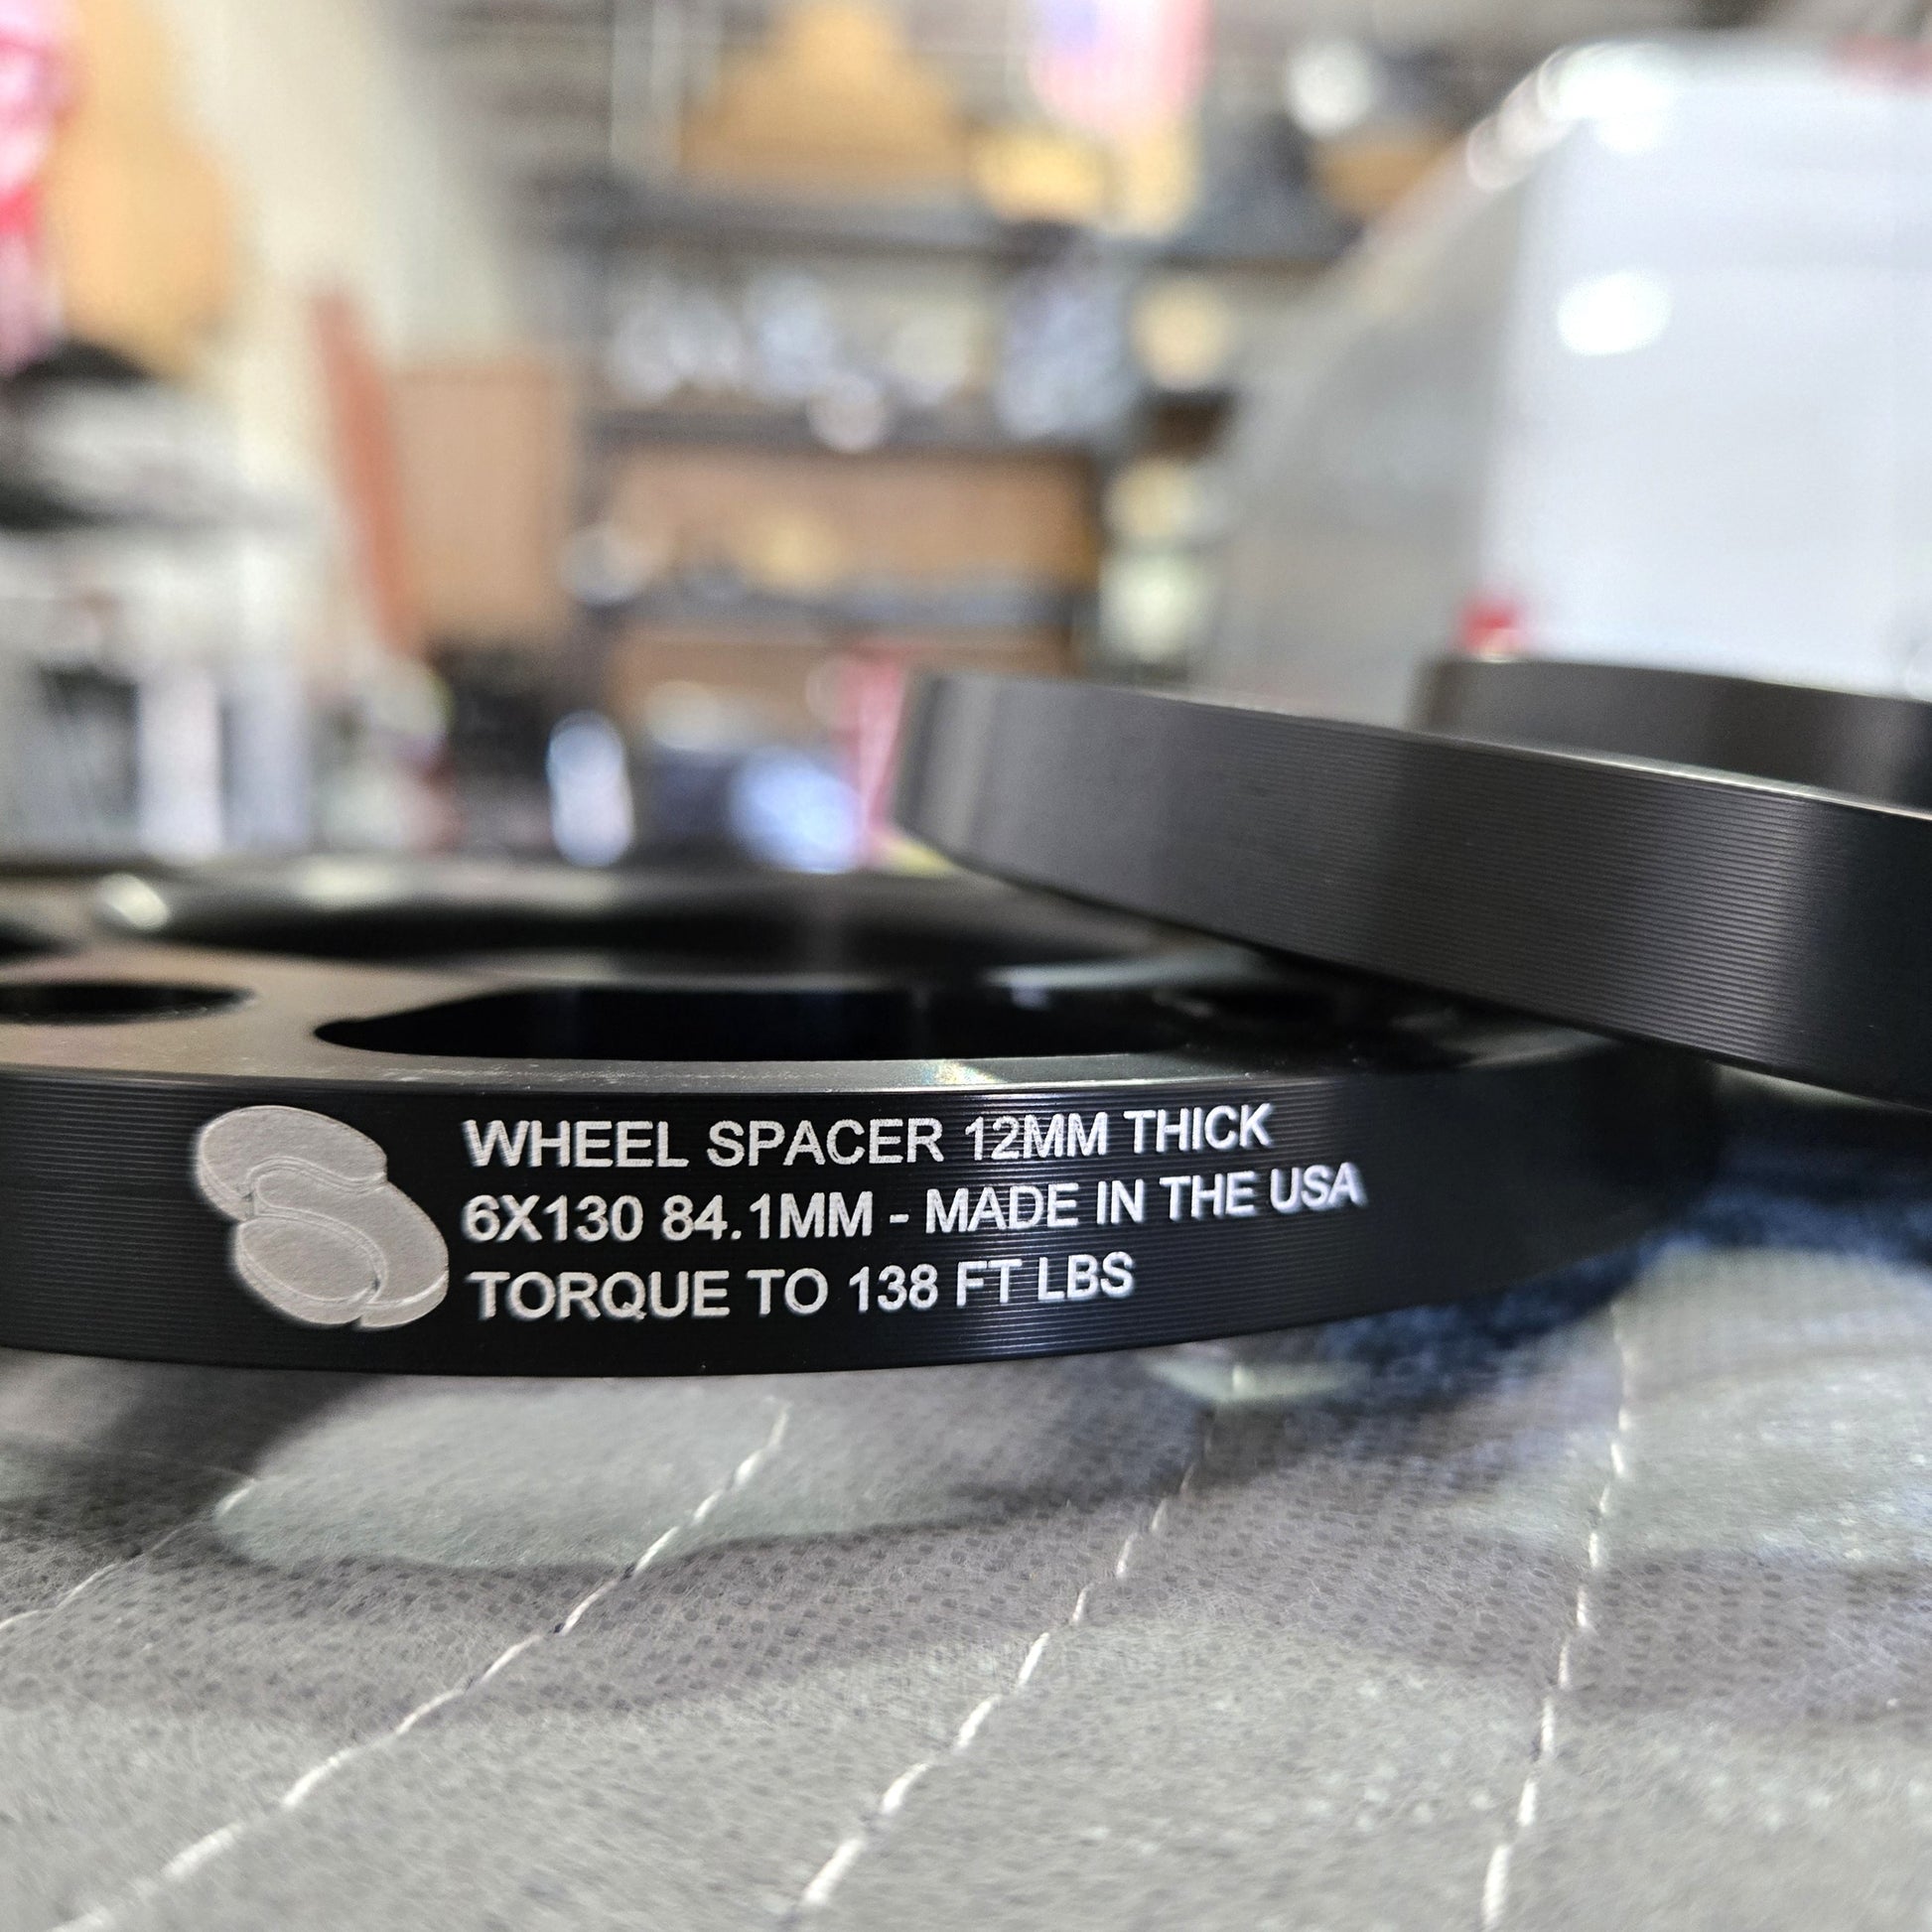 WHEEL SPACER 12MM THICK
6X130 84.1MM - MADE IN THE USA
TORQUE TO 138 FT LBS